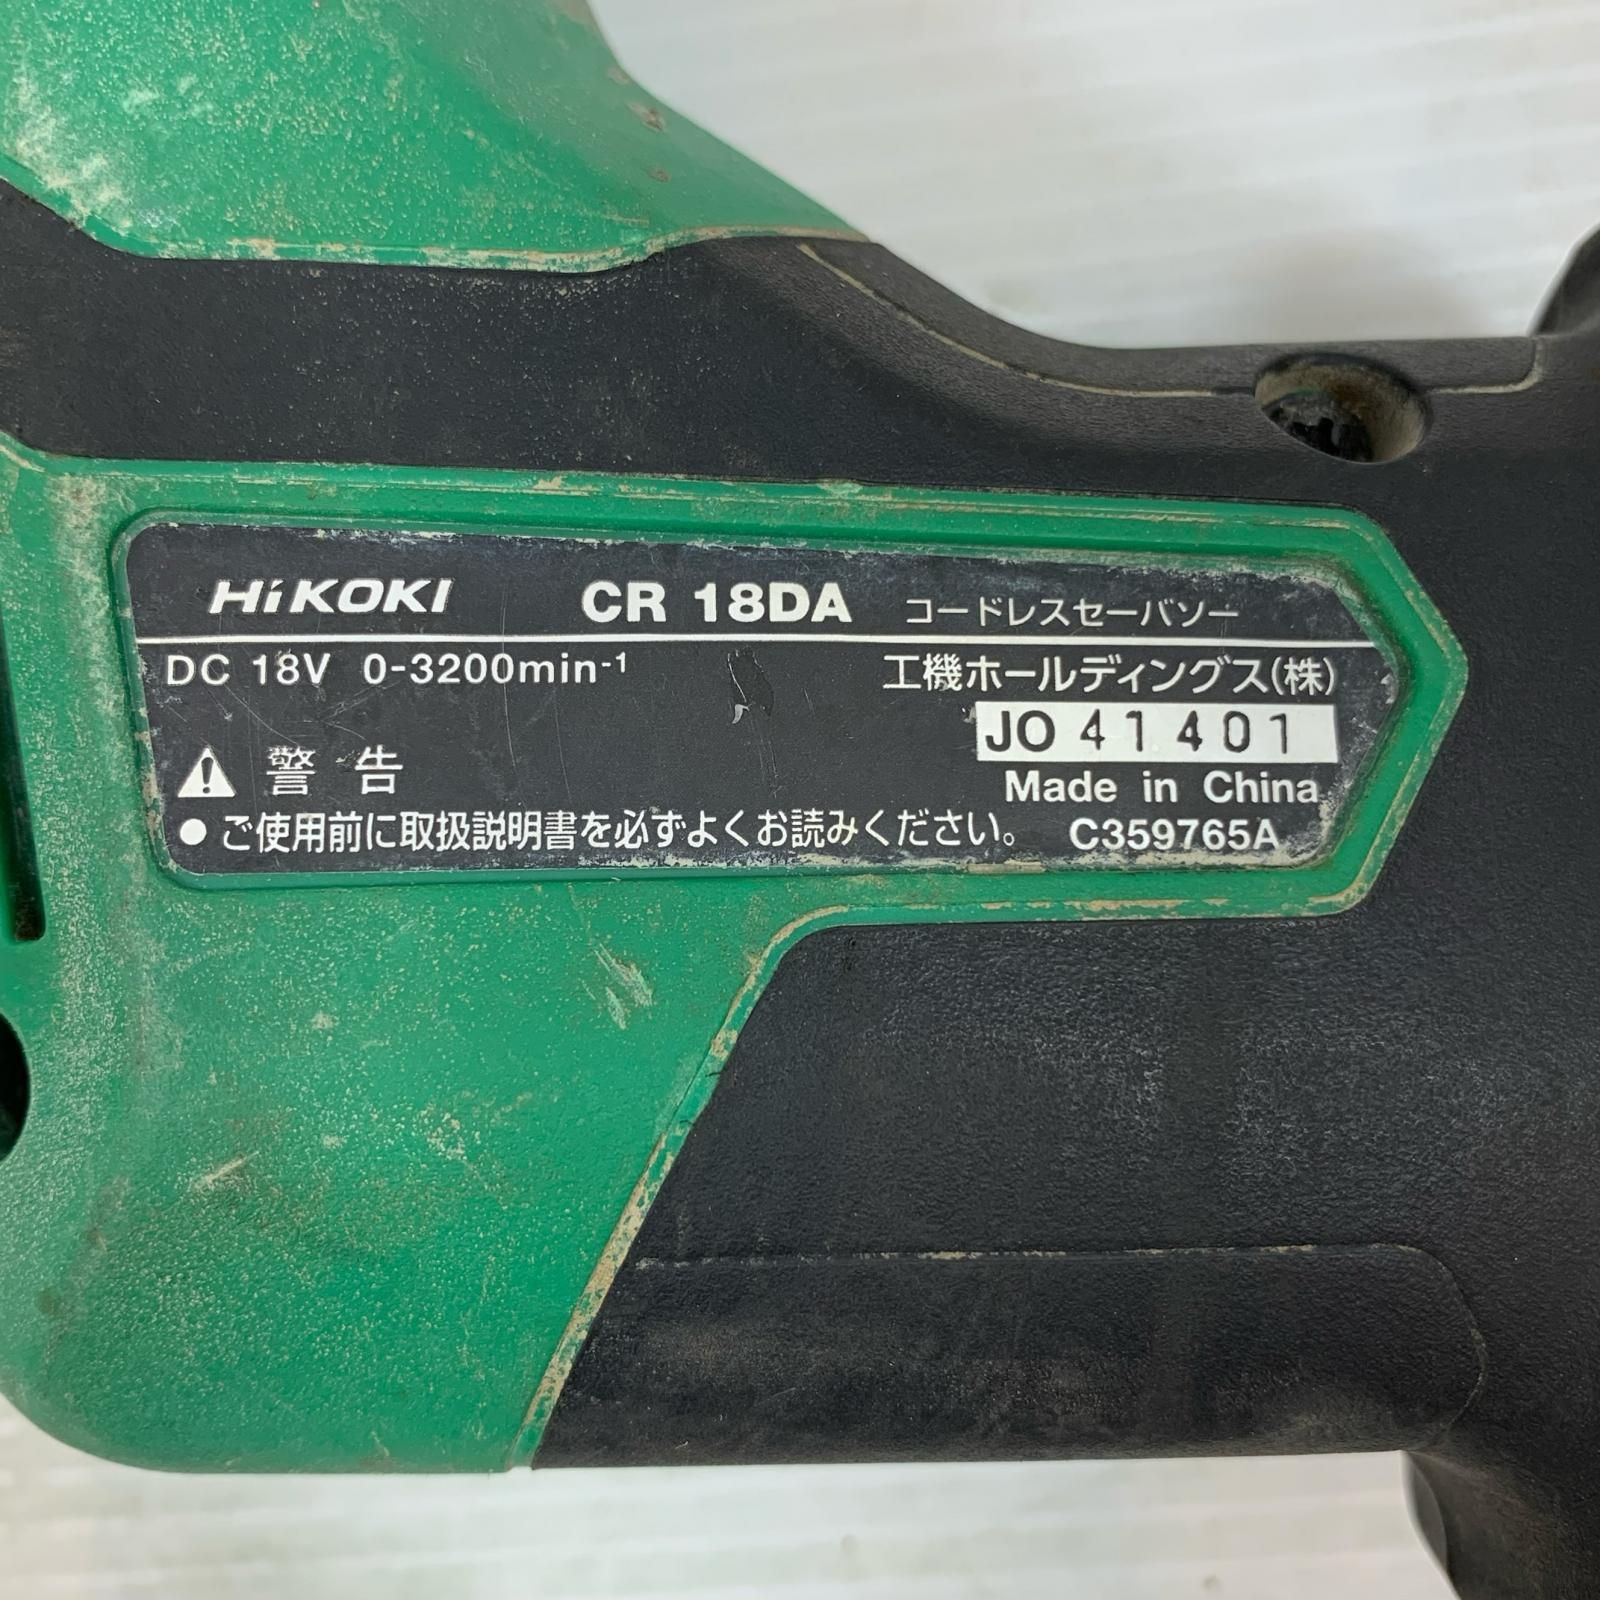 HiKOKI CR 18DA コードレスセーバソー
DC 18V 0-3200min⁻¹ 工機ホールディングス(株)
JO 41401
警告 Made in China
● ご使用前に取扱説明書を必ずよくお読みください。 C359765A